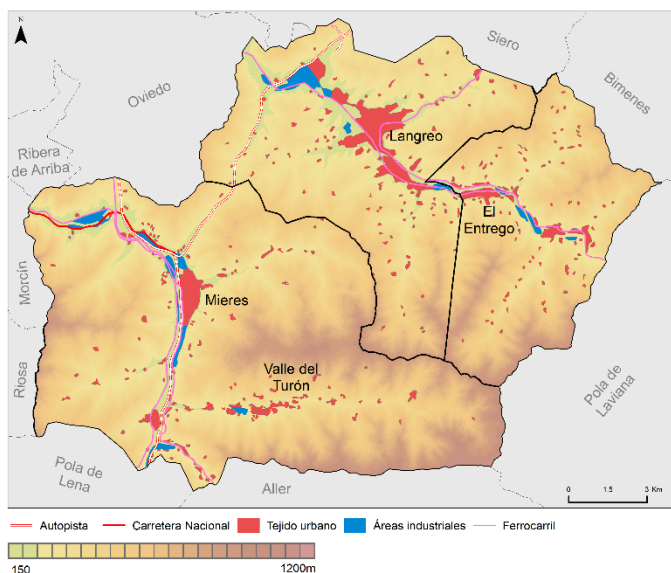 N
Siero
Oviedo
Bimenes
Langreo
Ribera
de Arriba
El
Entrego
Morcín
Mieres
Valle del
Turón
Riosa
Pola de
Laviana
Pola de
Lena
Aller
0 1.5 3 Km
Autopista
Carretera Nacional
Tejido urbano
Áreas industriales
Ferrocarril
150 1200m